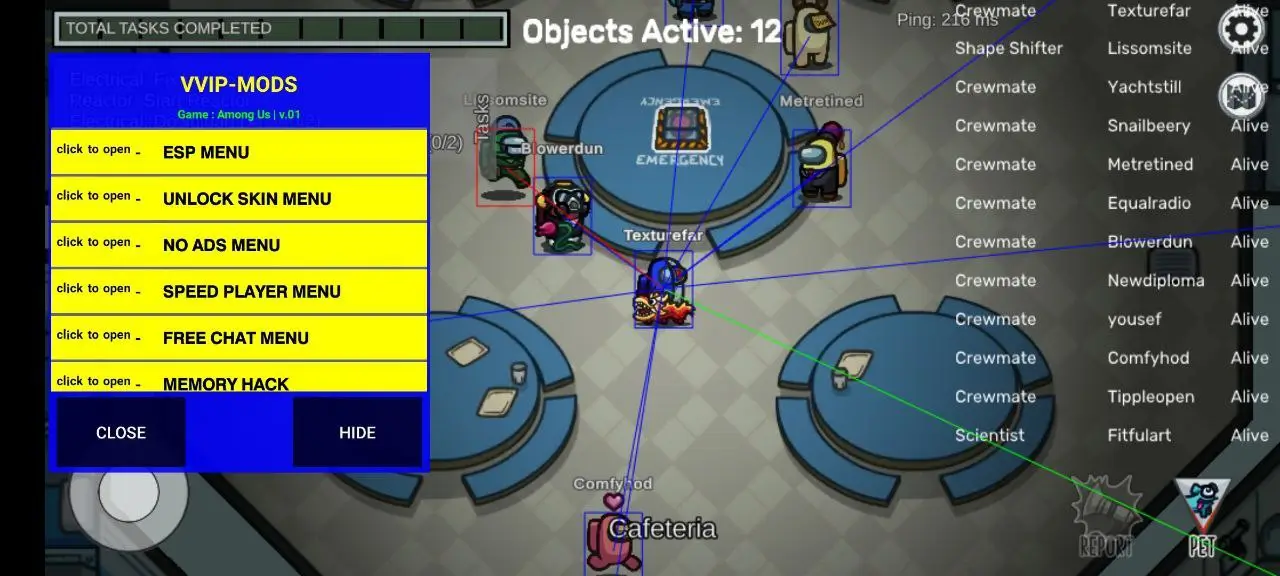 TOTAL TASKS COMPLETED
Objects Active: 12
Ping: 216 ms
VVIP-MODS
Game : Among Us | v.01
click to open - ESP MENU
click to open - UNLOCK SKIN MENU
click to open - NO ADS MENU
click to open - SPEED PLAYER MENU
click to open - FREE CHAT MENU
click to open - MEMORY HACK
CLOSE
HIDE
Tasks
(0/2)
Lissomsite
Blowerdun
Metretined
EMERGENCY
EMERGENCY
Texturefar
Comfyhod
Cafeteria
Crewmate Texturefar Alive
Shape Shifter Lissomsite Alive
Crewmate Yachtstill Alive
Crewmate Snailbeery Alive
Crewmate Metretined Alive
Crewmate Equalradio Alive
Crewmate Blowerdun Alive
Crewmate Newdiploma Alive
Crewmate yousef Alive
Crewmate Comfyhod Alive
Crewmate Tippleopen Alive
Scientist Fitfulart Alive
REPORT
PET